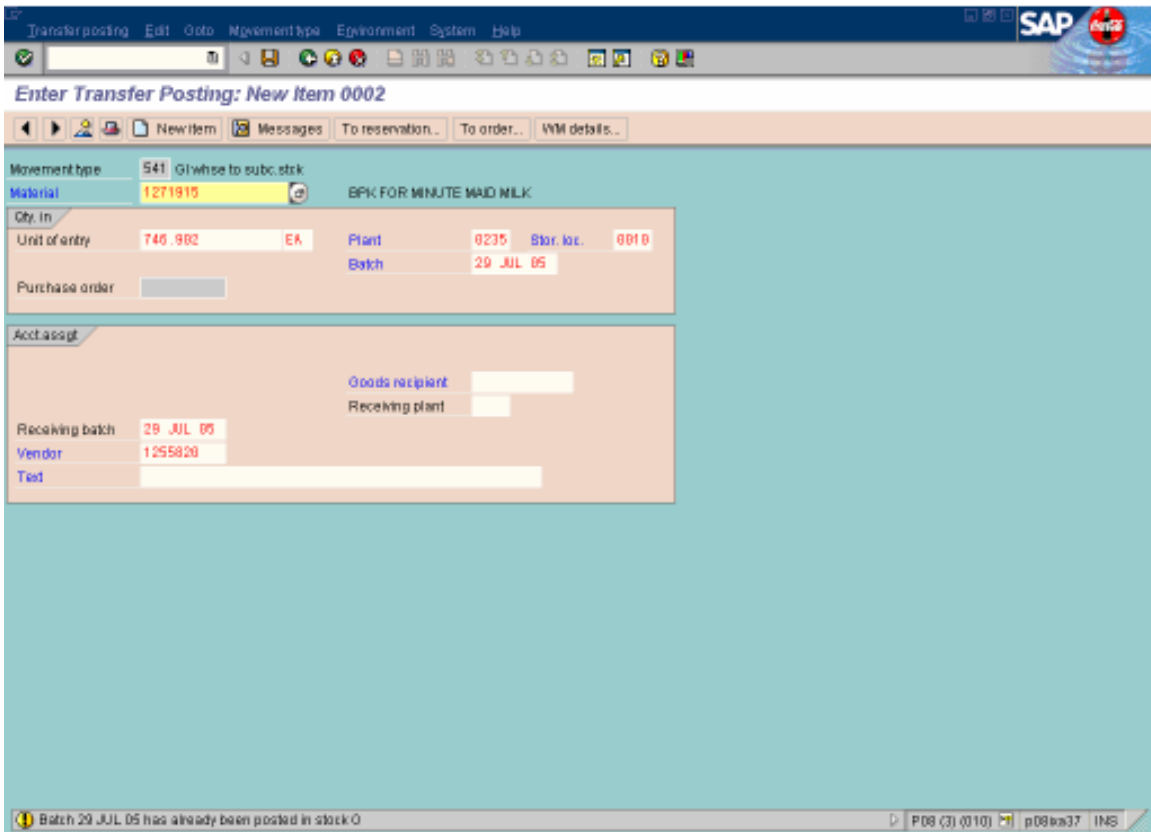 Transfer posting Edit Goto Movement type Environment System Help
SAP
Enter Transfer Posting: New Item 0002
New item Messages To reservation... To order... WM details...
Movement type 541 GI whse to subc.stck
Material 1271915 BPK FOR MINUTE MAID MILK
Qty. in
Unit of entry 746.982 EA Plant 0235 Stor. loc. 0010
Batch 29 JUL 05
Purchase order
Acct.assgt
Goods recipient
Receiving plant
Receiving batch 29 JUL 05
Vendor 1255820
Text
Batch 29 JUL 05 has already been posted in stock O P08 (3) (010) INS